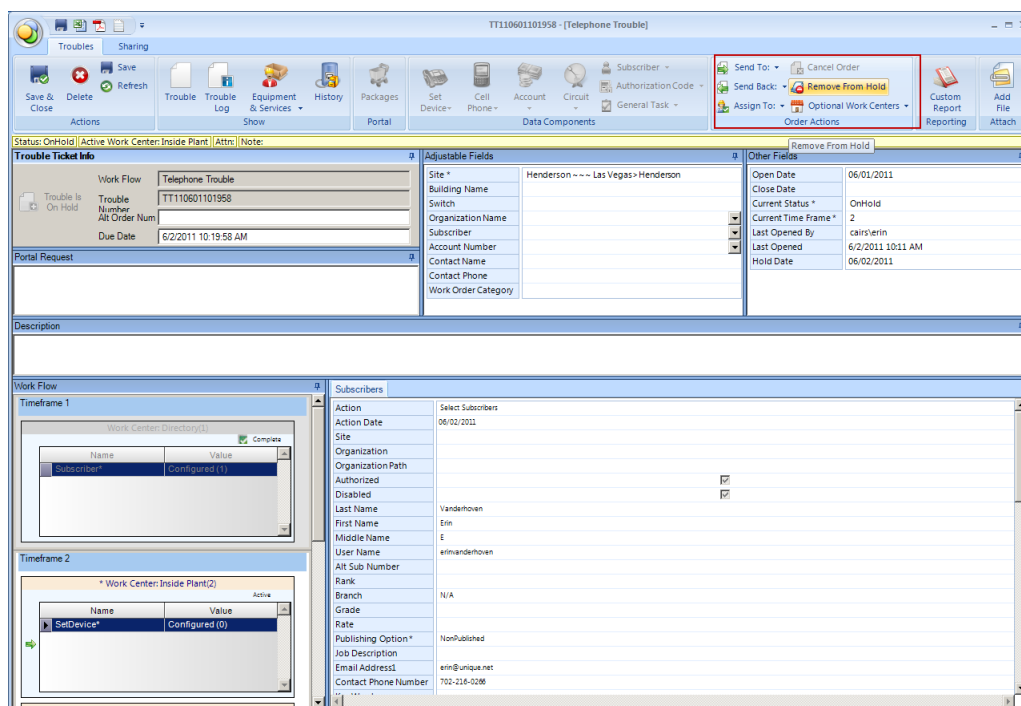 TT110601101958 - [Telephone Trouble]
Troubles Sharing
Save & Close
Delete
Save
Refresh
Actions
Trouble
Trouble Log
Equipment & Services
History
Show
Packages
Portal
Set Device
Cell Phone
Account
Circuit
Subscriber
Authorization Code
General Task
Data Components
Send To:
Cancel Order
Send Back:
Remove From Hold
Assign To:
Optional Work Centers
Order Actions
Custom Report
Reporting
Add File
Attach
Status: OnHold Active Work Center: Inside Plant Attn: Note:
Remove From Hold
Trouble Ticket Info
Trouble Is On Hold
Work Flow Telephone Trouble
Trouble Number TT110601101958
Alt Order Num
Due Date 6/2/2011 10:19:58 AM
Portal Request
Adjustable Fields
Site * Henderson ~~~ Las Vegas>Henderson
Building Name
Switch
Organization Name
Subscriber
Account Number
Contact Name
Contact Phone
Work Order Category
Other Fields
Open Date 06/01/2011
Close Date
Current Status * OnHold
Current Time Frame * 2
Last Opened By cairs\erin
Last Opened 6/2/2011 10:11 AM
Hold Date 06/02/2011
Description
Work Flow
Timeframe 1
Work Center: Directory(1)
Complete
Name Value
Subscriber* Configured (1)
Timeframe 2
* Work Center: Inside Plant(2)
Active
Name Value
SetDevice* Configured (0)
Subscribers
Action Select Subscribers
Action Date 06/02/2011
Site
Organization
Organization Path
Authorized
Disabled
Last Name Vanderhoven
First Name Erin
Middle Name E
User Name erinvanderhoven
Alt Sub Number
Rank
Branch N/A
Grade
Rate
Publishing Option * NonPublished
Job Description
Email Address1 erin@unique.net
Contact Phone Number 702-216-0266